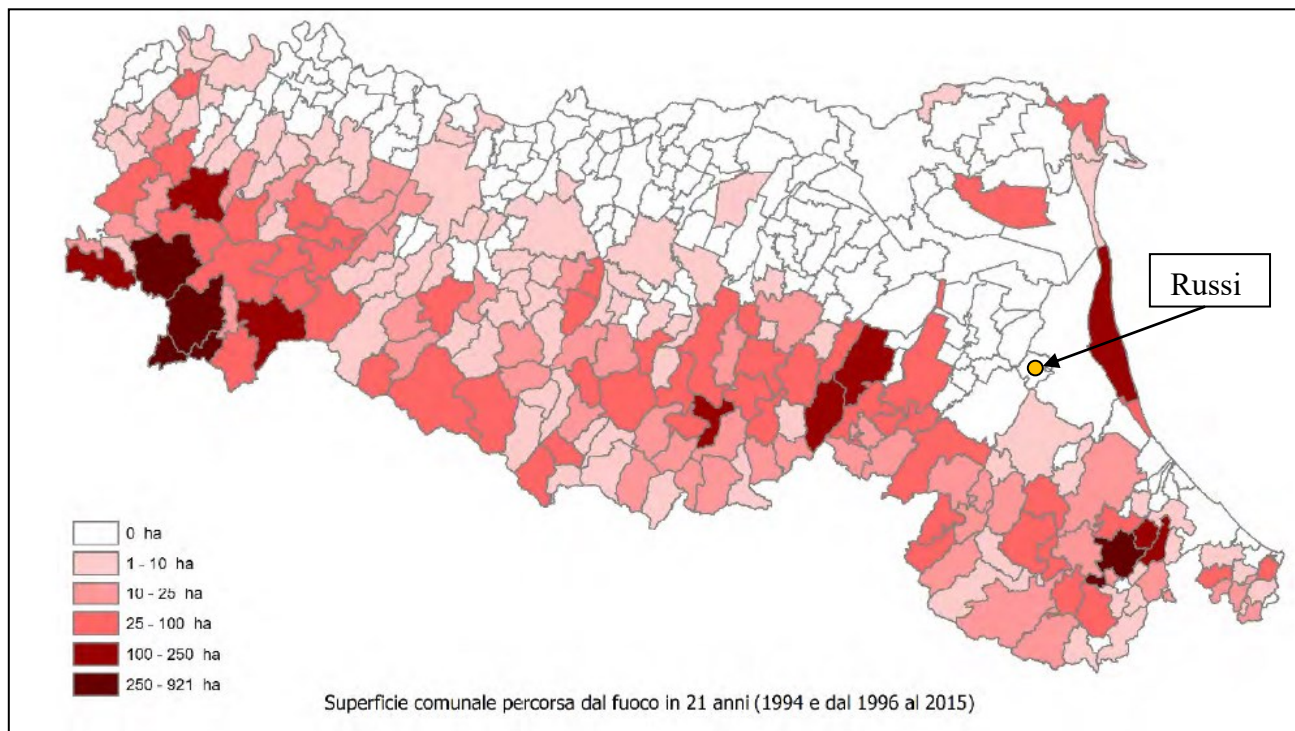 Russi
0 ha
1 - 10 ha
10 - 25 ha
25 - 100 ha
100 - 250 ha
250 - 921 ha
Superficie comunale percorsa dal fuoco in 21 anni (1994 e dal 1996 al 2015)